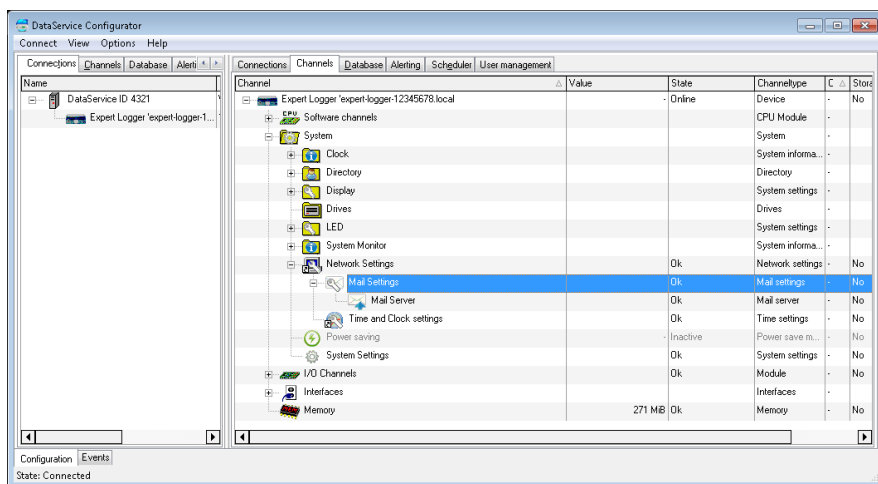 DataService Configurator
Connect View Options Help
Connections Channels Database Alerti
Connections Channels Database Alerting Scheduler User management
Name
Channel Value State Channeltype C Stora
DataService ID 4321
Expert Logger 'expert-logger-1...
Expert Logger 'expert-logger-12345678.local - Online Device - No
CPU Software channels CPU Module -
System System -
Clock System informa... -
Directory Directory -
Display System settings -
Drives Drives -
LED System settings -
System Monitor System informa... -
Network Settings Ok Network settings - No
Mail Settings Ok Mail settings - No
Mail Server Ok Mail server - No
Time and Clock settings Ok Time settings - No
Power saving - Inactive Power save m... - No
System Settings Ok System settings - No
I/O Channels Ok Module - No
Interfaces Interfaces -
Memory 271 MiB Ok Memory - No
Configuration Events
State: Connected